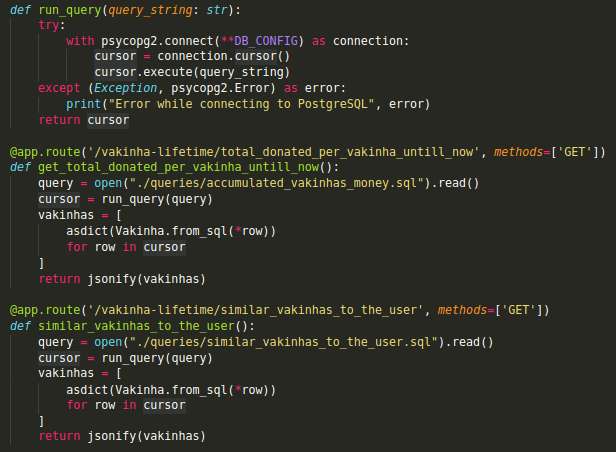 def run_query(query_string: str):
    try:
        with psycopg2.connect(**DB_CONFIG) as connection:
            cursor = connection.cursor()
            cursor.execute(query_string)
    except (Exception, psycopg2.Error) as error:
        print("Error while connecting to PostgreSQL", error)
    return cursor

@app.route('/vakinha-lifetime/total_donated_per_vakinha_untill_now', methods=['GET'])
def get_total_donated_per_vakinha_untill_now():
    query = open("./queries/accumulated_vakinhas_money.sql").read()
    cursor = run_query(query)
    vakinhas = [
        asdict(Vakinha.from_sql(*row))
        for row in cursor
    ]
    return jsonify(vakinhas)

@app.route('/vakinha-lifetime/similar_vakinhas_to_the_user', methods=['GET'])
def similar_vakinhas_to_the_user():
    query = open("./queries/similar_vakinhas_to_the_user.sql").read()
    cursor = run_query(query)
    vakinhas = [
        asdict(Vakinha.from_sql(*row))
        for row in cursor
    ]
    return jsonify(vakinhas)